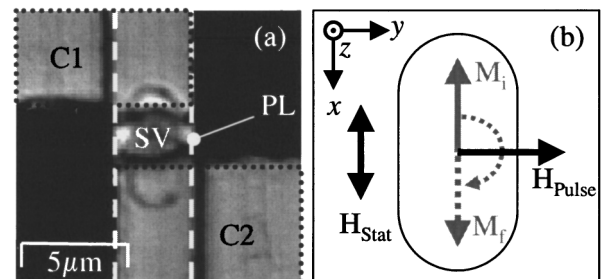 C1
(a)
SV
PL
C2
5μm
(b)
z
y
x
M_i
H_Pulse
H_Stat
M_f